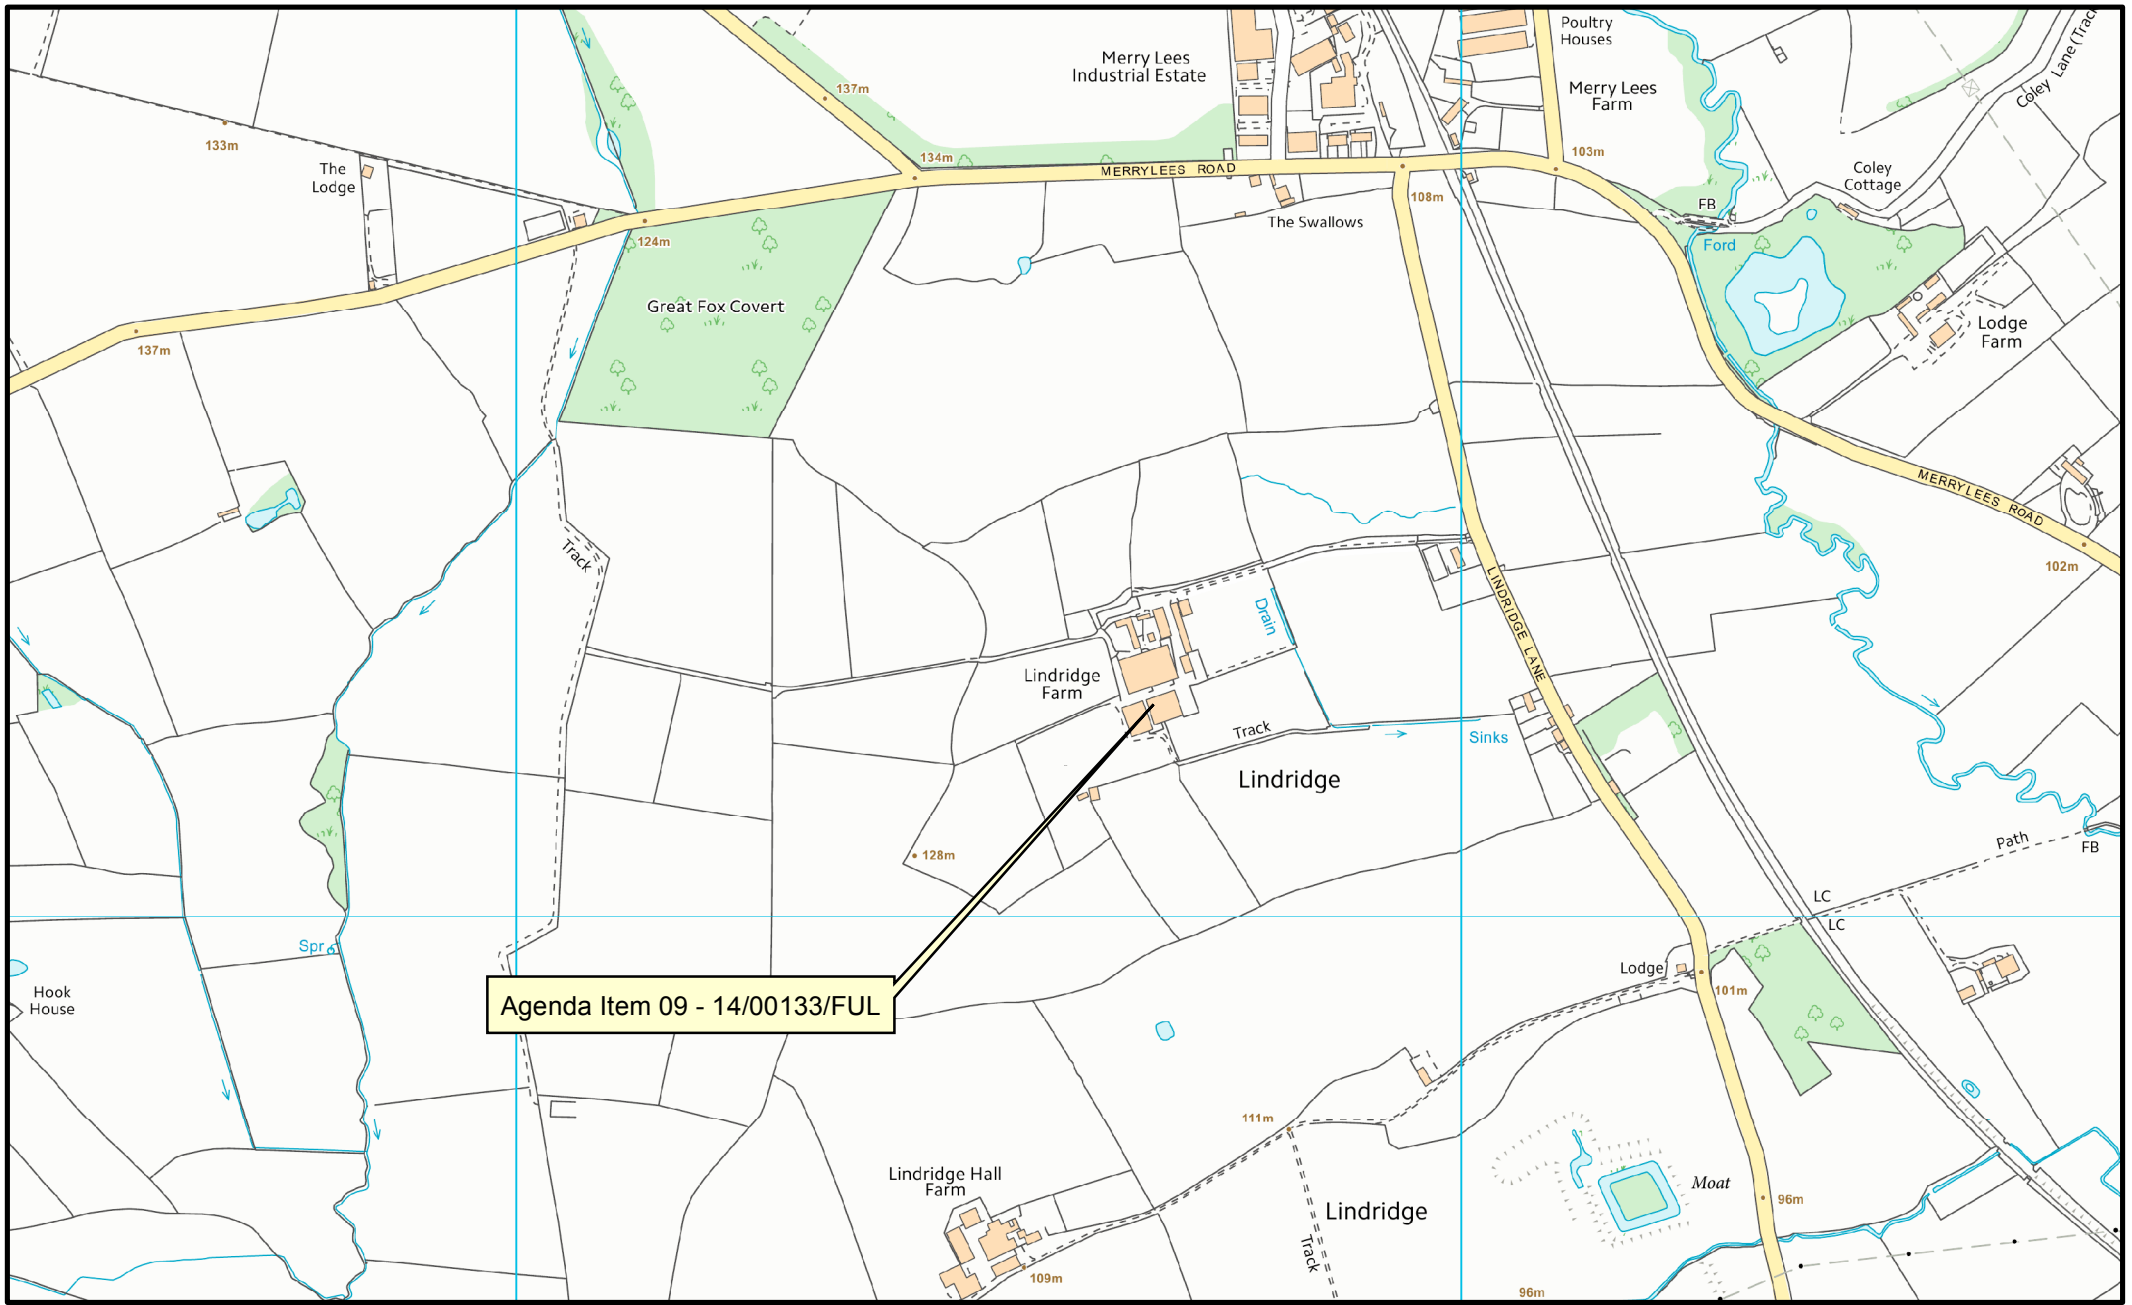 Poultry
Houses
Merry Lees
Industrial Estate
Merry Lees
Farm
Coley Lane (Track
137m
133m
134m
103m
The
Lodge
MERRYLEES ROAD
Coley
Cottage
108m
FB
The Swallows
124m
Ford
Great Fox Covert
Lodge
Farm
137m
MERRYLEES ROAD
Track
102m
LINDRIDGE LANE
Drain
Lindridge
Farm
Track
Sinks
Lindridge
128m
Path
FB
LC
LC
Spr
Lodge
101m
Hook
House
Agenda Item 09 - 14/00133/FUL
111m
Lindridge Hall
Farm
Moat
96m
Lindridge
Track
109m
96m